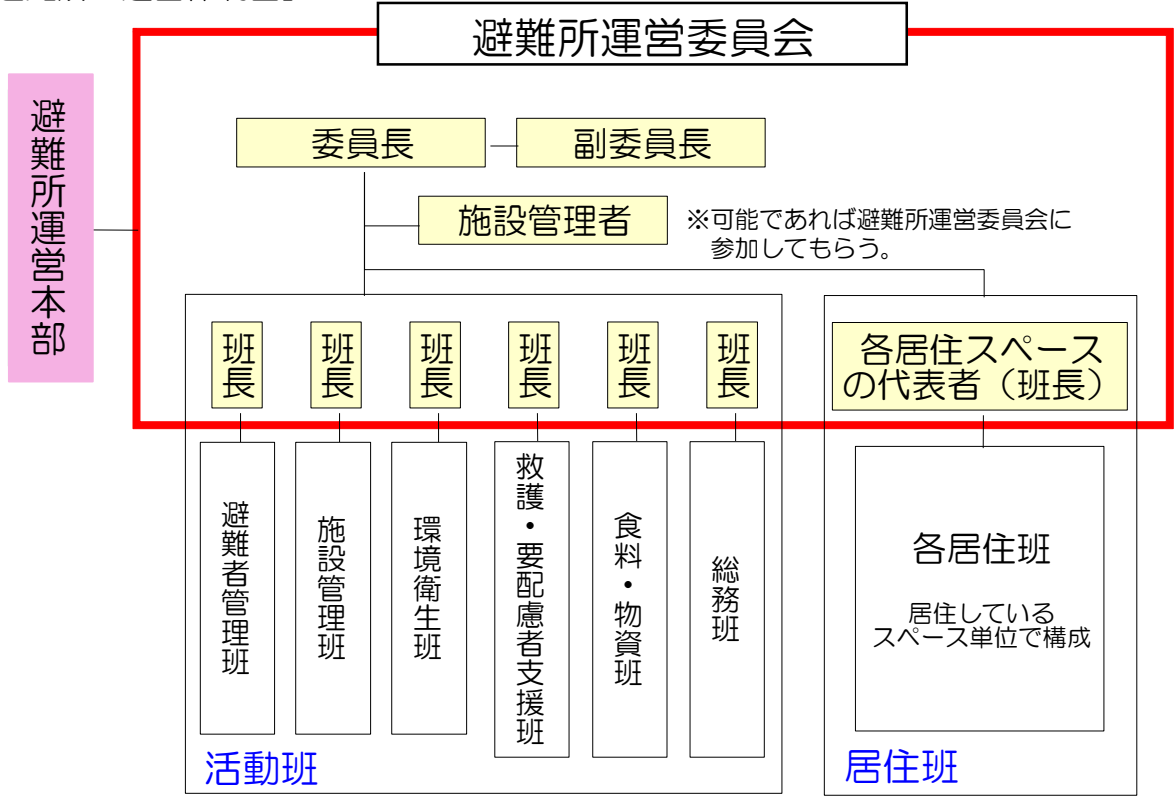 避難所運営委員会
避難所運営本部
委員長
副委員長
施設管理者
※可能であれば避難所運営委員会に
参加してもらう。
班長
班長
班長
班長
班長
班長
各居住スペース
の代表者（班長）
避難者管理班
施設管理班
環境衛生班
救護・要配慮者支援班
食料・物資班
総務班
各居住班
居住している
スペース単位で構成
活動班
居住班